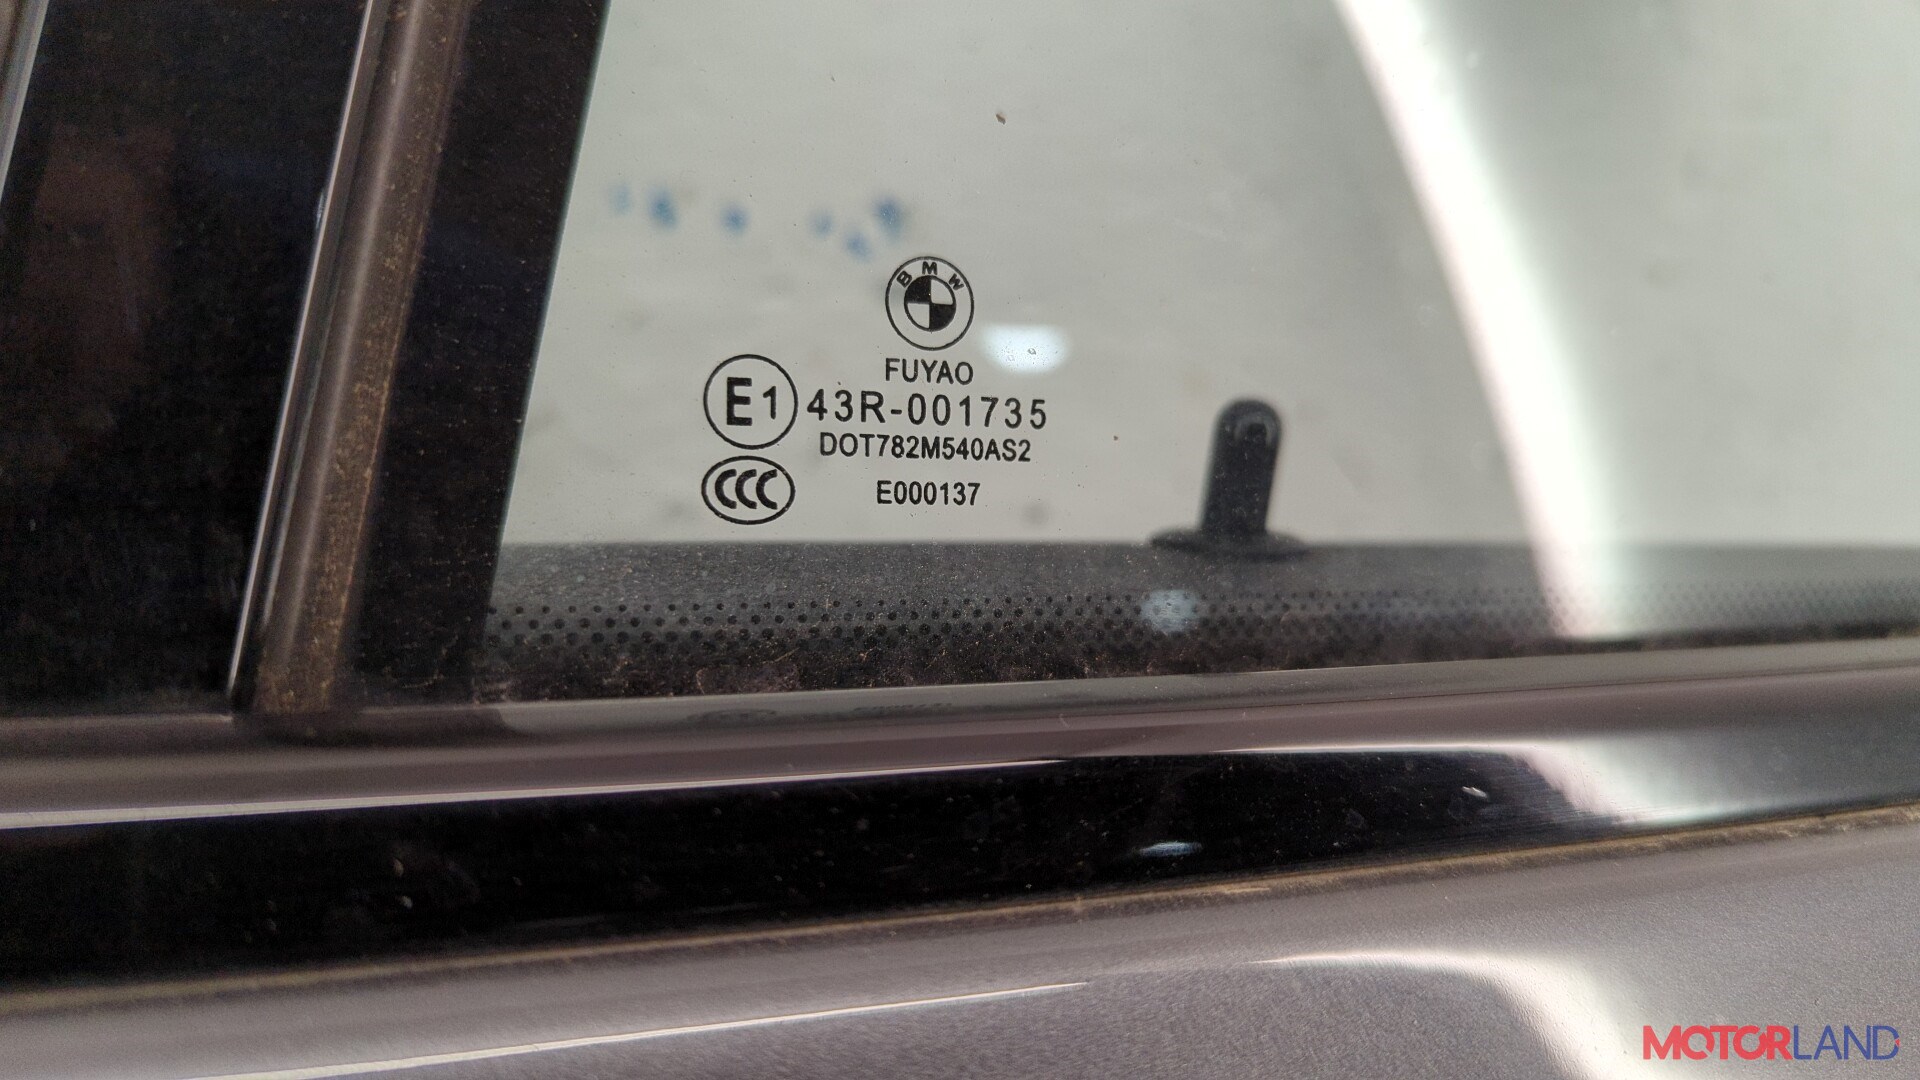 BMW
FUYAO
E1 43R-001735
DOT782M540AS2
CCC E000137
MOTORLAND